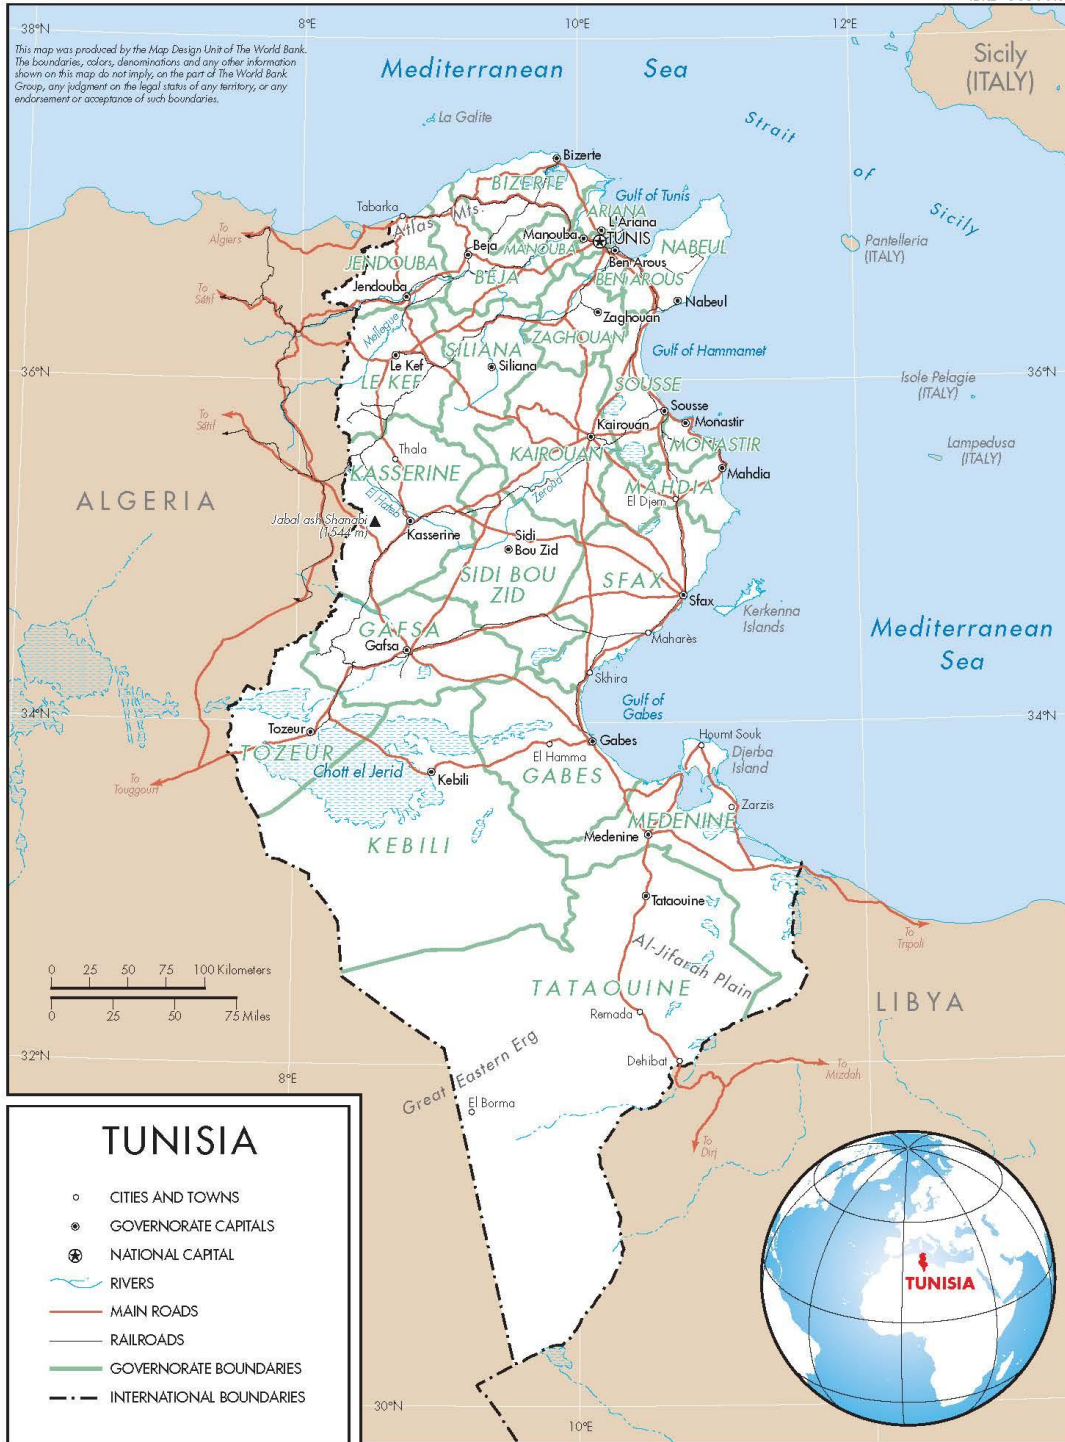 38°N
8°E
10°E
12°E
This map was produced by the Map Design Unit of The World Bank.
The boundaries, colors, denominations and any other information
shown on this map do not imply, on the part of The World Bank
Group, any judgment on the legal status of any territory, or any
endorsement or acceptance of such boundaries.
Mediterranean Sea
Sicily
(ITALY)
La Galite
Strait
of
Sicily
Bizerte
BIZERTE
Gulf of Tunis
Tabarka
Atlas Mts.
ARIANA
L'Ariana
To
Algiers
Manouba
TUNIS
MANOUBA
NABEUL
Pantelleria
(ITALY)
Beja
JENDOUBA
BÉJA
Ben Arous
BEN AROUS
To
Sétif
Jendouba
Nabeul
Mellegue
Zaghouan
ZAGHOUAN
SILIANA
Gulf of Hammamet
Le Kef
Siliana
36°N
36°N
LE KEF
SOUSSE
Isole Pelagie
(ITALY)
To
Sétif
Sousse
Kairouan
Monastir
Thala
KAIROUAN
MONASTIR
Lampedusa
(ITALY)
KASSERINE
Mahdia
MAHDIA
ALGERIA
El Hateb
Zeroud
El Djem
Jabal ash Shanabi
(1544 m)
Kasserine
Sidi
Bou Zid
SIDI BOU
ZID
SFAX
Sfax
Kerkenna
Islands
GAFSA
Gafsa
Maharès
Mediterranean
Sea
Skhira
Gulf of
Gabes
34°N
34°N
Tozeur
TOZEUR
Gabes
Houmt Souk
El Hamma
Djerba
Island
Chott el Jerid
Kebili
GABES
To
Touggourt
Zarzis
MEDENINE
KEBILI
Medenine
Tataouine
To
Tripoli
Al-Jifarah Plain
0 25 50 75 100 Kilometers
0 25 50 75 Miles
TATAOUINE
LIBYA
Remada
32°N
Great Eastern Erg
Dehibat
To
Mizdah
8°E
El Borma
To
Dirj
TUNISIA
CITIES AND TOWNS
GOVERNORATE CAPITALS
NATIONAL CAPITAL
RIVERS
MAIN ROADS
RAILROADS
GOVERNORATE BOUNDARIES
INTERNATIONAL BOUNDARIES
TUNISIA
30°N
10°E